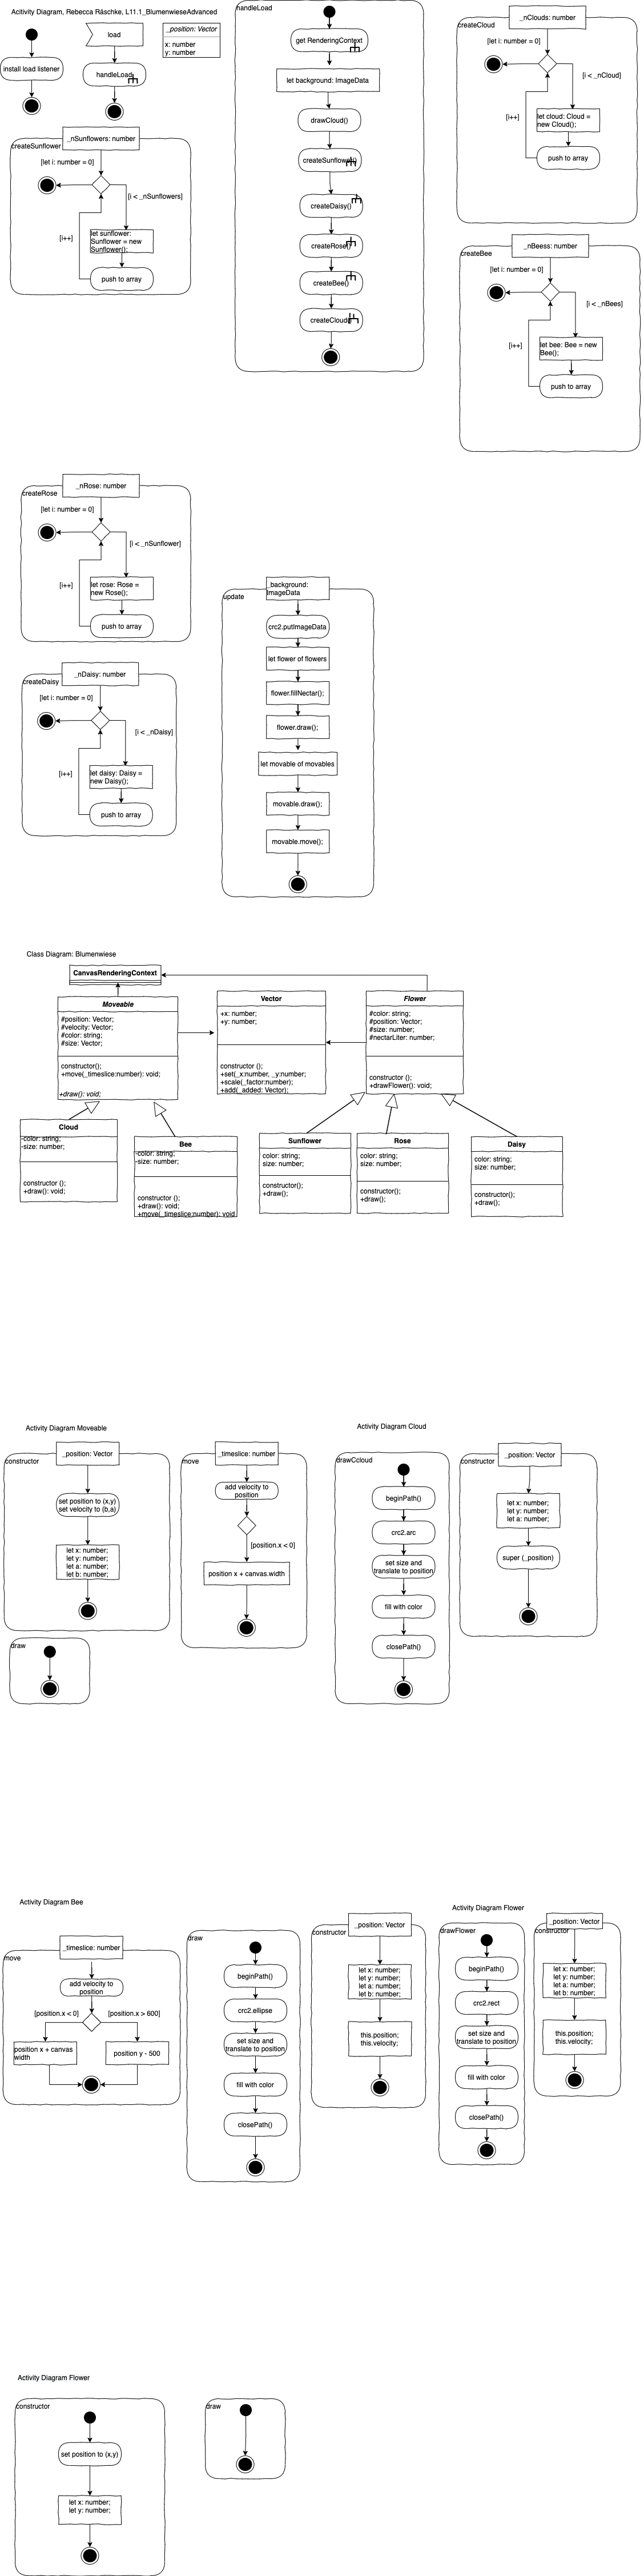 Acitivity Diagram, Rebecca Räschke, L11.1_BlumenwieseAdvanced
install load listener
load
handleLoad
_position: Vector
x: number
y: number
handleLoad
get RenderingContext
let background: ImageData
drawCloud()
createSunflower()
createDaisy()
createRose()
createBee()
createCloud()
createCloud
_nClouds: number
[let i: number = 0]
[i < _nCloud]
[i++]
let cloud: Cloud =
new Cloud();
push to array
createSunflower
_nSunflowers: number
[let i: number = 0]
[i < _nSunflowers]
[i++]
let sunflower:
Sunflower = new
Sunflower();
push to array
createBee
_nBeess: number
[let i: number = 0]
[i < _nBees]
[i++]
let bee: Bee = new
Bee();
push to array
createRose
_nRose: number
[let i: number = 0]
[i < _nSunflower]
[i++]
let rose: Rose =
new Rose();
push to array
createDaisy
_nDaisy: number
[let i: number = 0]
[i < _nDaisy]
[i++]
let daisy: Daisy =
new Daisy();
push to array
update
_background:
ImageData
crc2.putImageData
let flower of flowers
flower.fillNectar();
flower.draw();
let movable of movables
movable.draw();
movable.move();
Class Diagram: Blumenwiese
CanvasRenderingContext
Moveable
#position: Vector;
#velocity: Vector;
#color: string;
#size: Vector;
constructor();
+move(_timeslice:number): void;
+draw(): void;
Vector
+x: number;
+y: number;
constructor ();
+set(_x:number, _y:number;
+scale(_factor:number);
+add(_added: Vector);
Flower
#color: string;
#position: Vector;
#size: number;
#nectarLiter: number;
constructor ();
+drawFlower(): void;
Cloud
-color: string;
-size: number;
constructor ();
+draw(): void;
Bee
-color: string;
-size: number;
constructor ();
+draw(): void;
+move(_timeslice:number): void
Sunflower
color: string;
size: number;
constructor();
+draw();
Rose
color: string;
size: number;
constructor();
+draw();
Daisy
color: string;
size: number;
constructor();
+draw();
Activity Diagram Moveable
constructor
_position: Vector
set position to (x,y)
set velocity to (b,a)
let x: number;
let y: number;
let a: number;
let b: number;
move
_timeslice: number
add velocity to
position
[position.x < 0]
position x + canvas.width
draw
Activity Diagram Cloud
drawCcloud
beginPath()
crc2.arc
set size and
translate to position
fill with color
closePath()
constructor
_position: Vector
let x: number;
let y: number;
let a: number;
super (_position)
Activity Diagram Bee
move
_timeslice: number
add velocity to
position
[position.x < 0]
[position.x > 600]
position x + canvas
width
position y - 500
draw
beginPath()
crc2.ellipse
set size and
translate to position
fill with color
closePath()
constructor
_position: Vector
let x: number;
let y: number;
let a: number;
let b: number;
this.position;
this.velocity;
Activity Diagram Flower
drawFlower
beginPath()
crc2.rect
set size and
translate to position
fill with color
closePath()
constructor
_position: Vector
let x: number;
let y: number;
let a: number;
let b: number;
this.position;
this.velocity;
Activity Diagram Flower
constructor
set position to (x,y)
let x: number;
let y: number;
draw